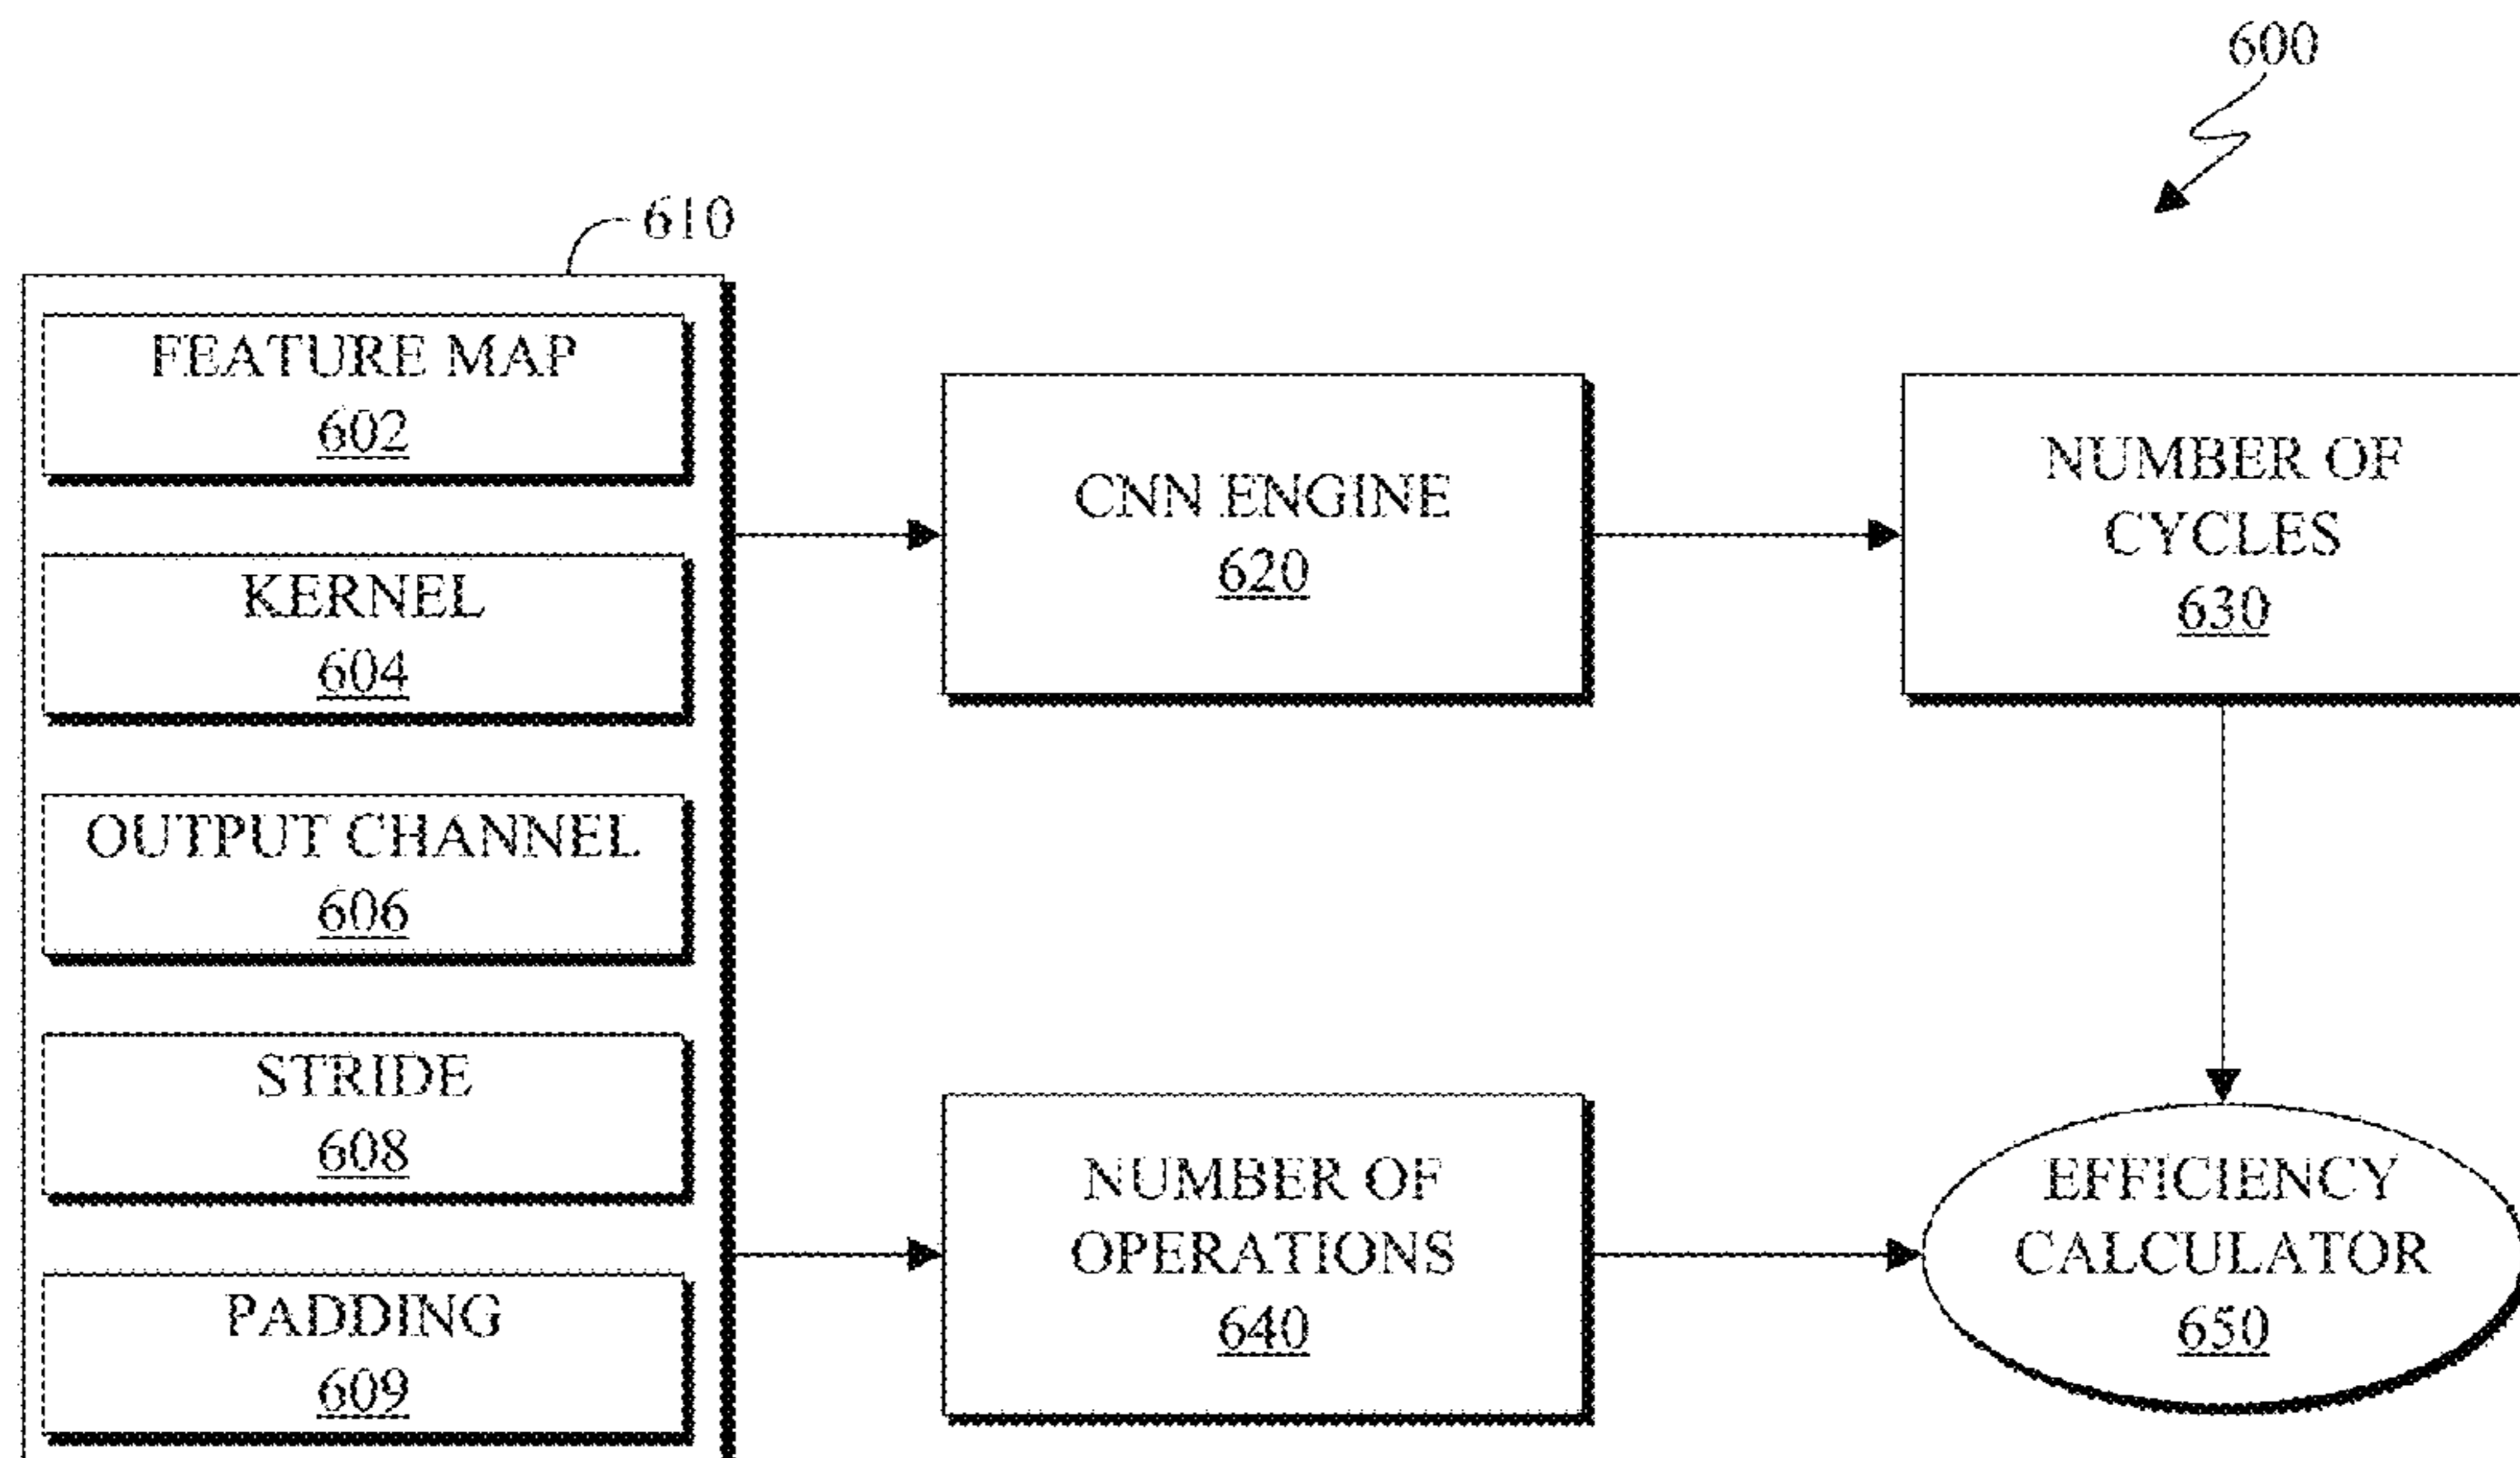 600
610
FEATURE MAP
602
KERNEL
604
OUTPUT CHANNEL
606
STRIDE
608
PADDING
609
CNN ENGINE
620
NUMBER OF
CYCLES
630
NUMBER OF
OPERATIONS
640
EFFICIENCY
CALCULATOR
650